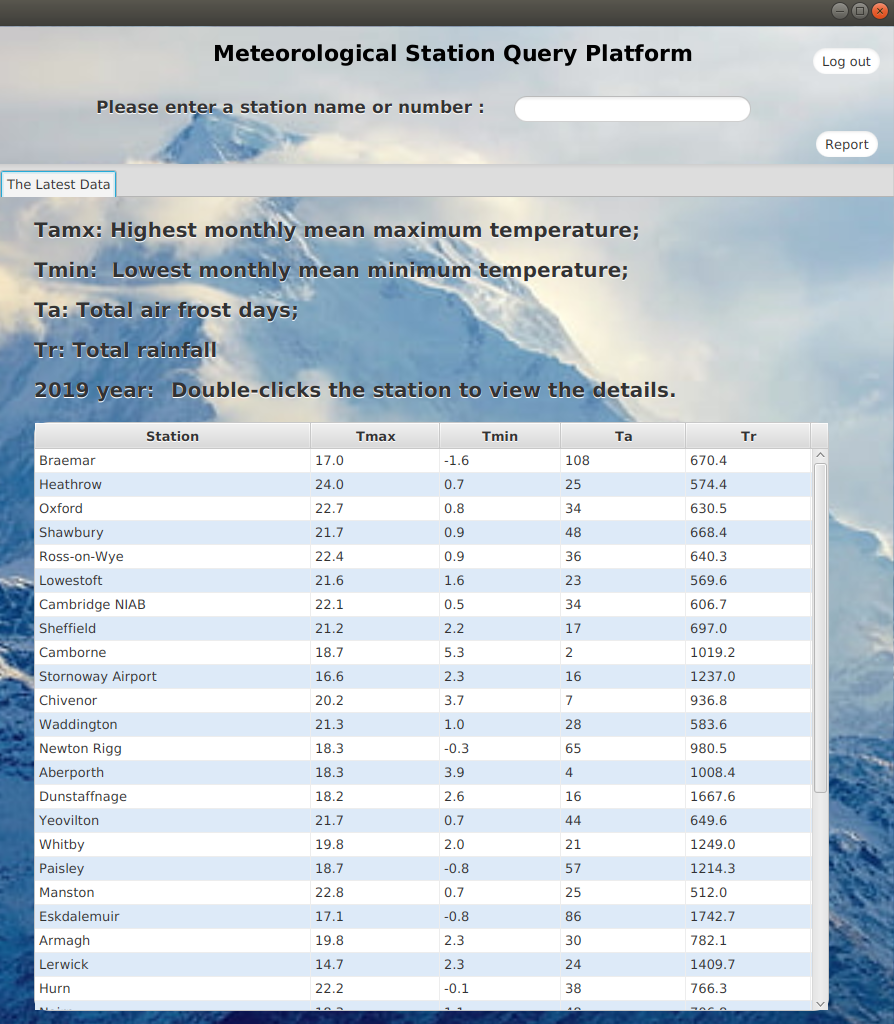 Meteorological Station Query Platform
Log out
Please enter a station name or number :
Report
The Latest Data
Tamx: Highest monthly mean maximum temperature;
Tmin: Lowest monthly mean minimum temperature;
Ta: Total air frost days;
Tr: Total rainfall
2019 year: Double-clicks the station to view the details.
Station Tmax Tmin Ta Tr
Braemar 17.0 -1.6 108 670.4
Heathrow 24.0 0.7 25 574.4
Oxford 22.7 0.8 34 630.5
Shawbury 21.7 0.9 48 668.4
Ross-on-Wye 22.4 0.9 36 640.3
Lowestoft 21.6 1.6 23 569.6
Cambridge NIAB 22.1 0.5 34 606.7
Sheffield 21.2 2.2 17 697.0
Camborne 18.7 5.3 2 1019.2
Stornoway Airport 16.6 2.3 16 1237.0
Chivenor 20.2 3.7 7 936.8
Waddington 21.3 1.0 28 583.6
Newton Rigg 18.3 -0.3 65 980.5
Aberporth 18.3 3.9 4 1008.4
Dunstaffnage 18.2 2.6 16 1667.6
Yeovilton 21.7 0.7 44 649.6
Whitby 19.8 2.0 21 1249.0
Paisley 18.7 -0.8 57 1214.3
Manston 22.8 0.7 25 512.0
Eskdalemuir 17.1 -0.8 86 1742.7
Armagh 19.8 2.3 30 782.1
Lerwick 14.7 2.3 24 1409.7
Hurn 22.2 -0.1 38 766.3